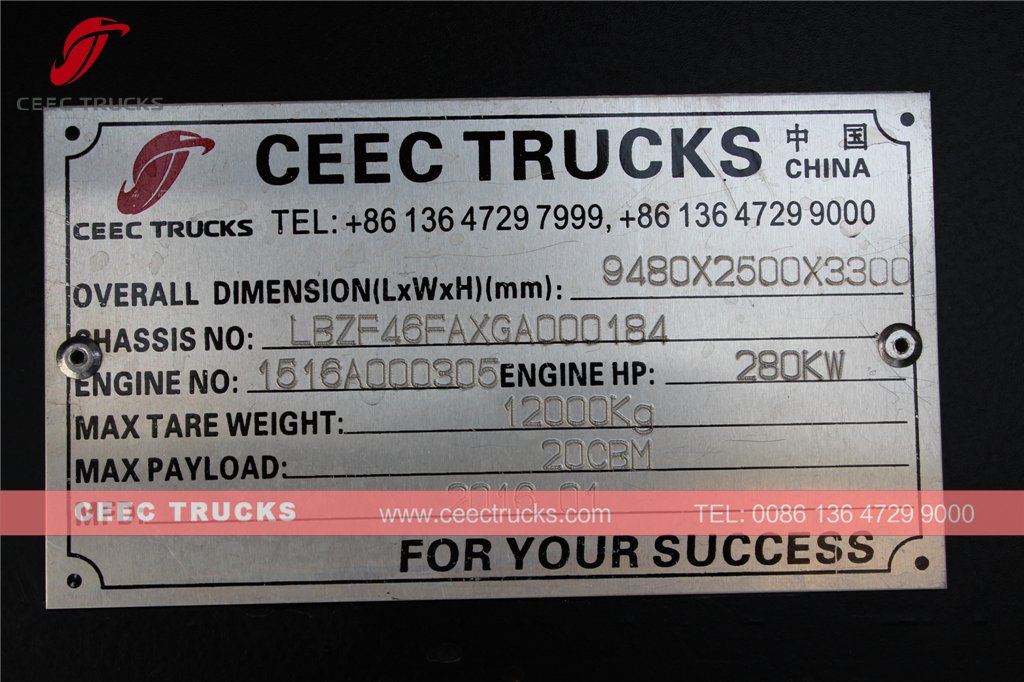 CEEC TRUCKS
CEEC TRUCKS 中国
CHINA
CEEC TRUCKS TEL: +86 136 4729 7999, +86 136 4729 9000
OVERALL DIMENSION(LxWxH)(mm): 9480X2500X3300
CHASSIS NO: LBZF46FAXGA000184
ENGINE NO: 1516A000305 ENGINE HP: 280KW
MAX TARE WEIGHT: 12000Kg
MAX PAYLOAD: 20CBM
2016.01
CEEC TRUCKS www.ceectrucks.com TEL: 0086 136 4729 9000
FOR YOUR SUCCESS